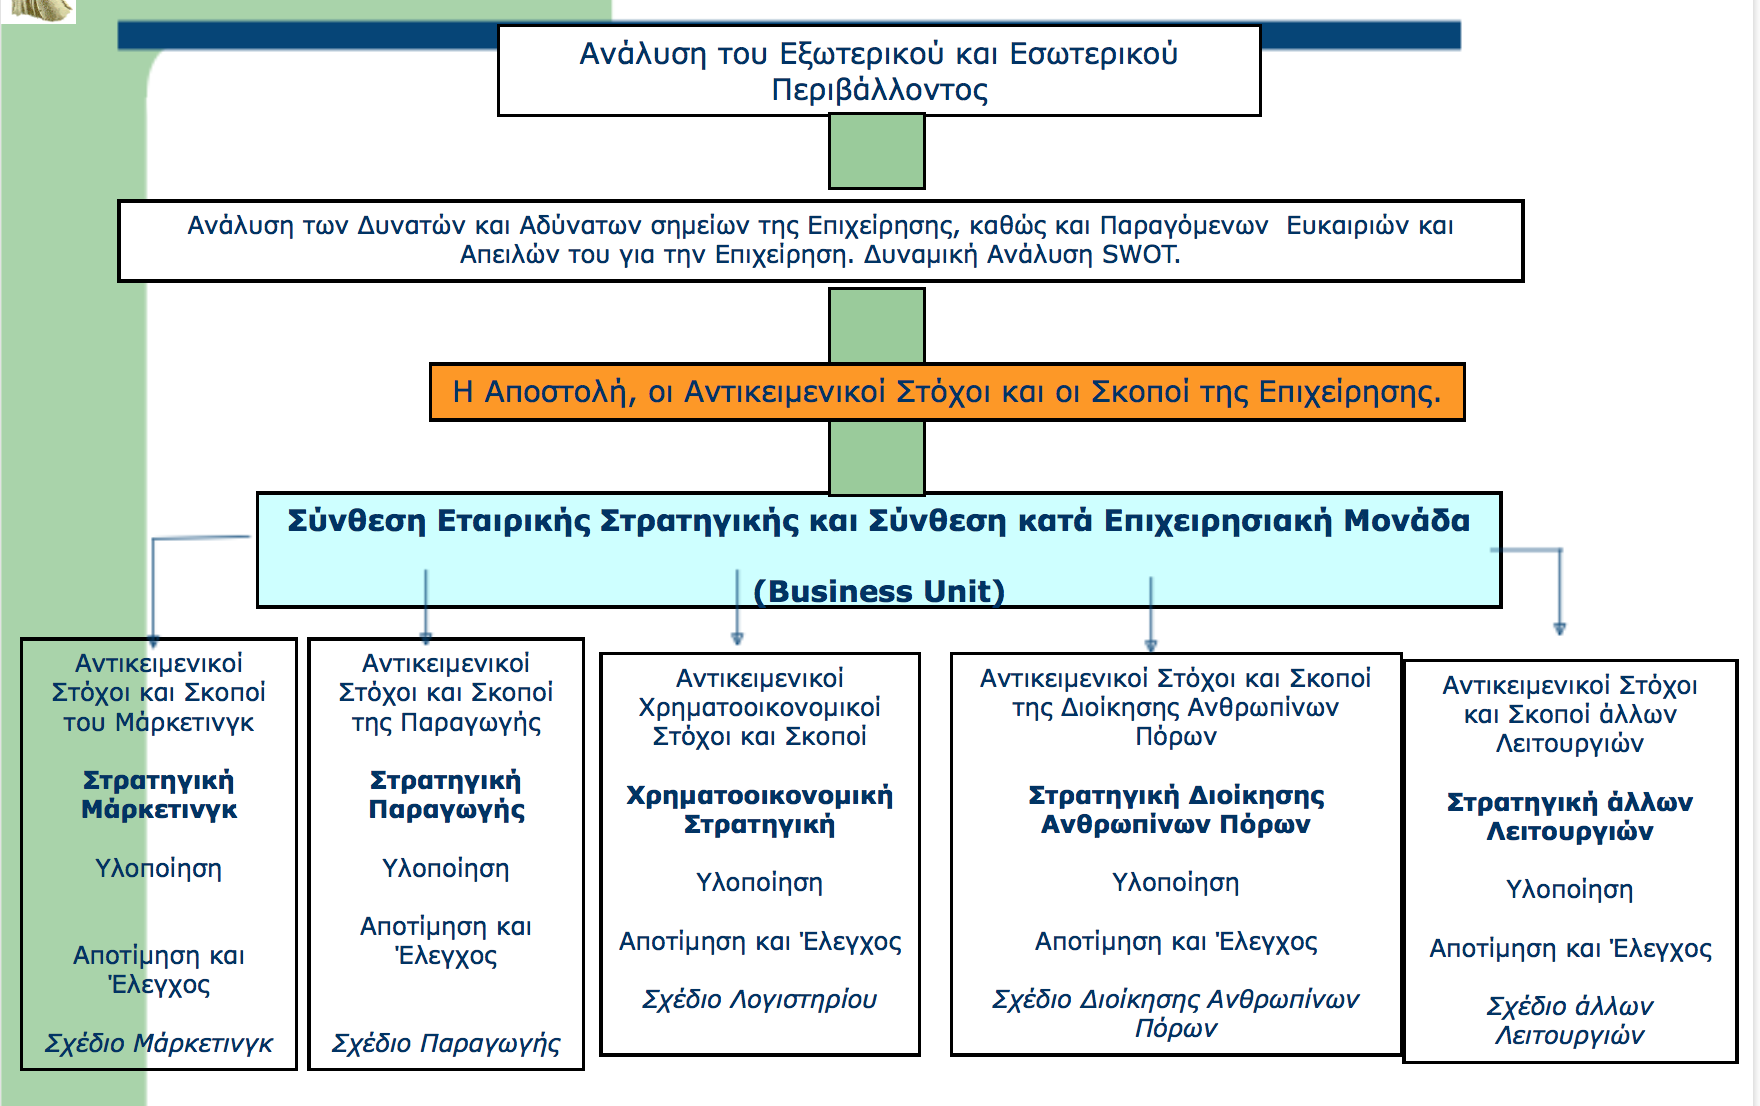 Ανάλυση του Εξωτερικού και Εσωτερικού
Περιβάλλοντος
Ανάλυση των Δυνατών και Αδύνατων σημείων της Επιχείρησης, καθώς και Παραγόμενων Ευκαιριών και
Απειλών του για την Επιχείρηση. Δυναμική Ανάλυση SWOT.
Η Αποστολή, οι Αντικειμενικοί Στόχοι και οι Σκοποί της Επιχείρησης.
Σύνθεση Εταιρικής Στρατηγικής και Σύνθεση κατά Επιχειρησιακή Μονάδα
(Business Unit)
Αντικειμενικοί
Στόχοι και Σκοποί
του Μάρκετινγκ
Στρατηγική
Μάρκετινγκ
Υλοποίηση
Αποτίμηση και
Έλεγχος
Σχέδιο Μάρκετινγκ
Αντικειμενικοί
Στόχοι και Σκοποί
της Παραγωγής
Στρατηγική
Παραγωγής
Υλοποίηση
Αποτίμηση και
Έλεγχος
Σχέδιο Παραγωγής
Αντικειμενικοί
Χρηματοοικονομικοί
Στόχοι και Σκοποί
Χρηματοοικονομική
Στρατηγική
Υλοποίηση
Αποτίμηση και Έλεγχος
Σχέδιο Λογιστηρίου
Αντικειμενικοί Στόχοι και Σκοποί
της Διοίκησης Ανθρωπίνων
Πόρων
Στρατηγική Διοίκησης
Ανθρωπίνων Πόρων
Υλοποίηση
Αποτίμηση και Έλεγχος
Σχέδιο Διοίκησης Ανθρωπίνων
Πόρων
Αντικειμενικοί Στόχοι
και Σκοποί άλλων
Λειτουργιών
Στρατηγική άλλων
Λειτουργιών
Υλοποίηση
Αποτίμηση και Έλεγχος
Σχέδιο άλλων
Λειτουργιών